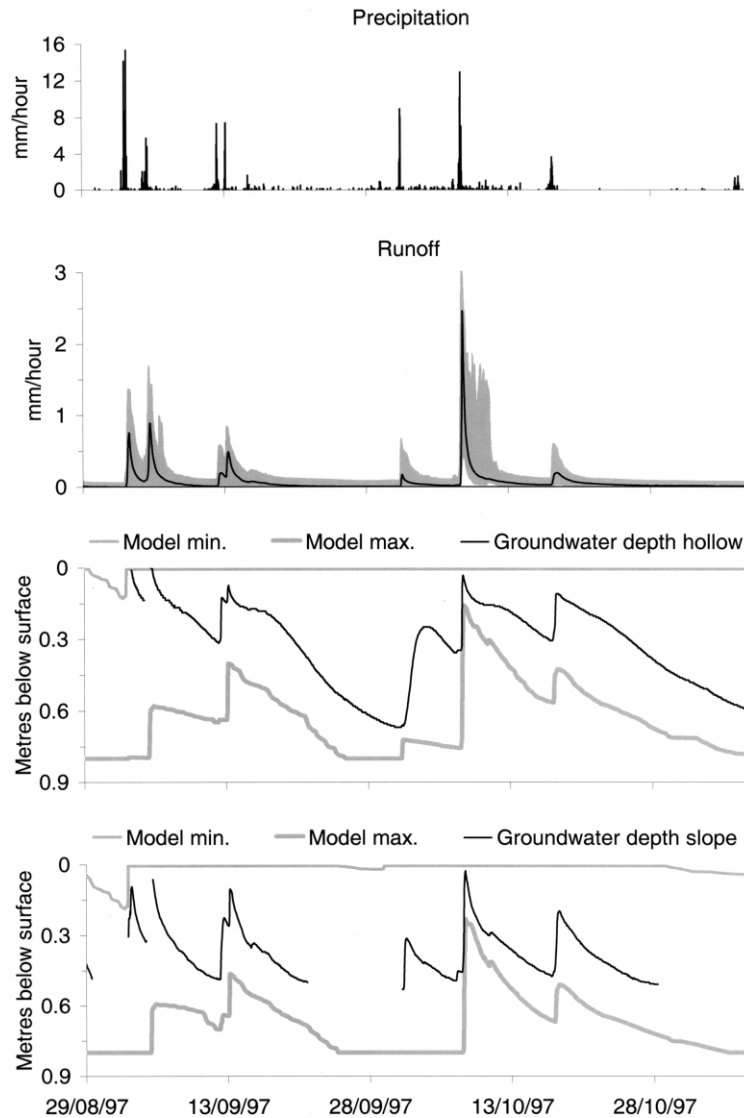 Precipitation
16
12
8
4
0
mm/hour
Runoff
3
2
1
0
mm/hour
Model min. Model max. Groundwater depth hollow
0
0.3
0.6
0.9
Metres below surface
Model min. Model max. Groundwater depth slope
0
0.3
0.6
0.9
Metres below surface
29/08/97 13/09/97 28/09/97 13/10/97 28/10/97